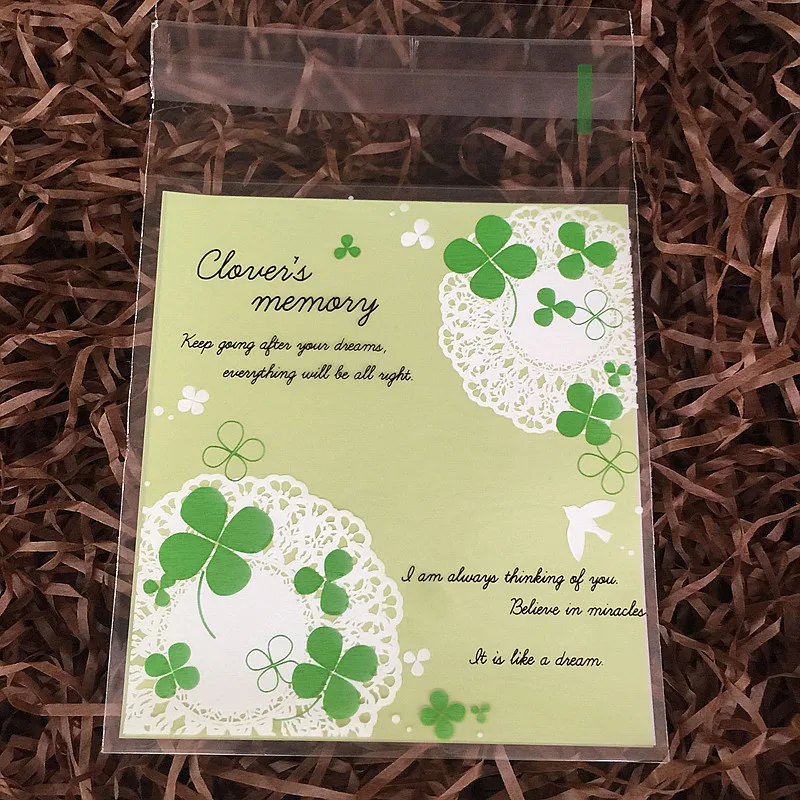 Clover's
memory
Keep going after your dreams,
everything will be all right.
I am always thinking of you.
Believe in miracles
It is like a dream.